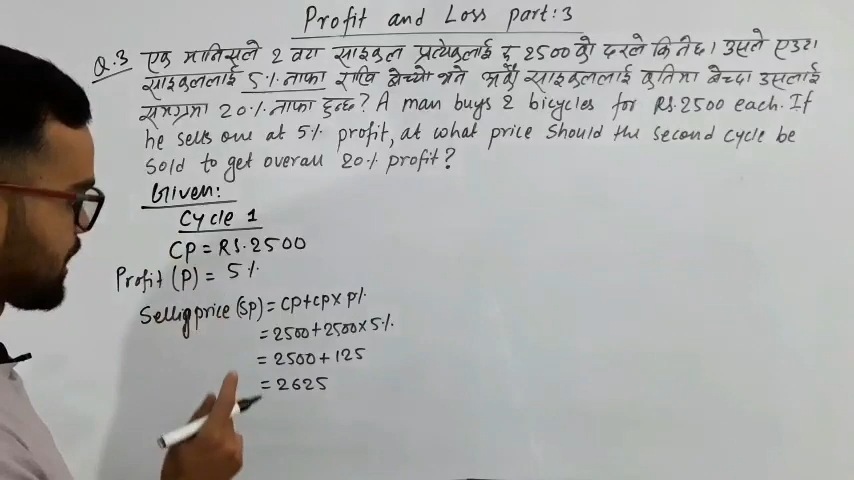 Profit and Loss part:3
Q.3 एक मानिसले 2 वटा साइकल प्रत्येकलाई रु 2500 को दरले किनेछ। उसले एउटा
साइकललाई 5% नाफा राखि बेच्यो भने अर्को साइकललाई कतिमा बेच्दा उसलाई
समग्रमा 20% नाफा हुन्छ? A man buys 2 bicycles for Rs.2500 each. If
he sells one at 5% profit, at what price should the second cycle be
sold to get overall 20% profit?
Given:
Cycle 1
CP = Rs.2500
Profit (P) = 5%
Sellig price (SP) = CP+CP×P%
= 2500+2500×5%
= 2500+125
= 2625